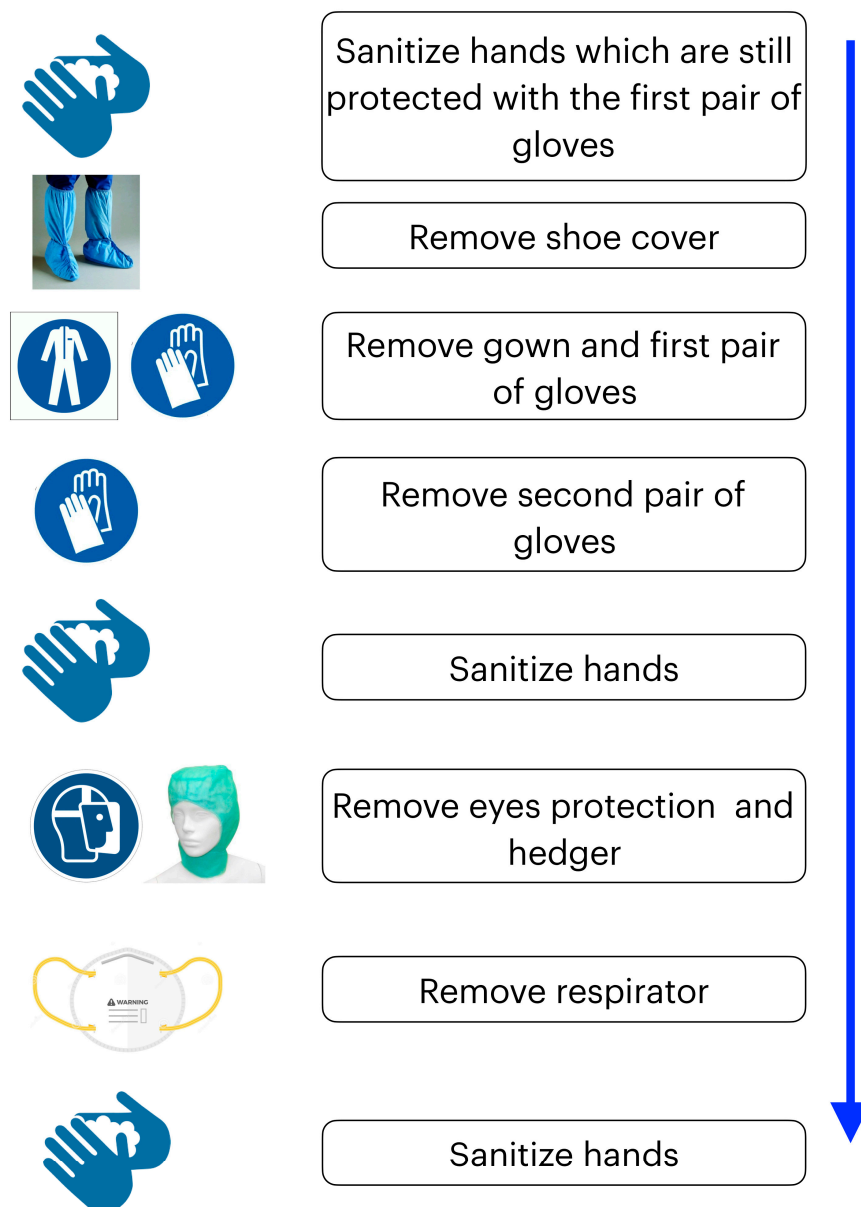 Sanitize hands which are still
protected with the first pair of
gloves
Remove shoe cover
Remove gown and first pair
of gloves
Remove second pair of
gloves
Sanitize hands
Remove eyes protection and
hedger
WARNING
Remove respirator
Sanitize hands